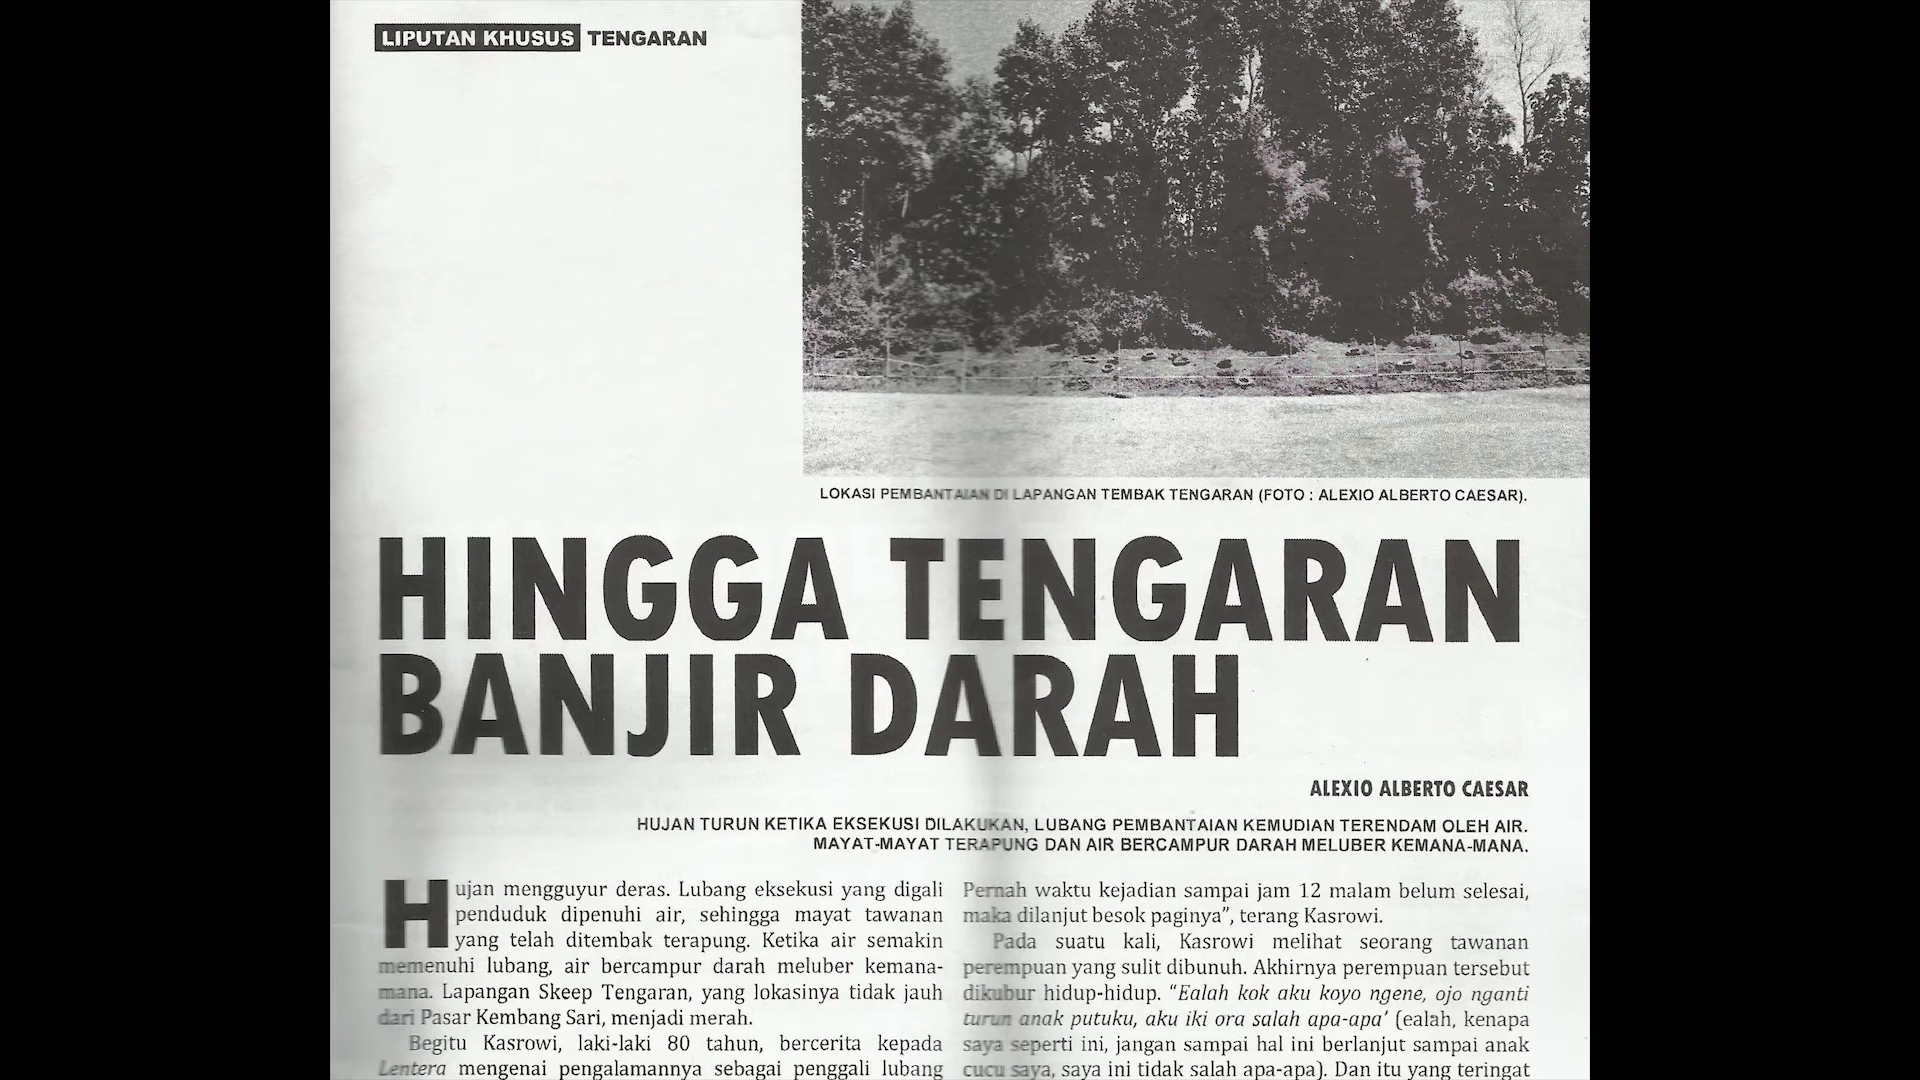 LIPUTAN KHUSUS TENGARAN
LOKASI PEMBANTAIAN DI LAPANGAN TEMBAK TENGARAN (FOTO : ALEXIO ALBERTO CAESAR).
HINGGA TENGARAN
BANJIR DARAH
ALEXIO ALBERTO CAESAR
HUJAN TURUN KETIKA EKSEKUSI DILAKUKAN, LUBANG PEMBANTAIAN KEMUDIAN TERENDAM OLEH AIR.
MAYAT-MAYAT TERAPUNG DAN AIR BERCAMPUR DARAH MELUBER KEMANA-MANA.
Hujan mengguyur deras. Lubang eksekusi yang digali
penduduk dipenuhi air, sehingga mayat tawanan
yang telah ditembak terapung. Ketika air semakin
memenuhi lubang, air bercampur darah meluber kemana-
mana. Lapangan Skeep Tengaran, yang lokasinya tidak jauh
dari Pasar Kembang Sari, menjadi merah.
Begitu Kasrowi, laki-laki 80 tahun, bercerita kepada
Lentera mengenai pengalamannya sebagai penggali lubang
Pernah waktu kejadian sampai jam 12 malam belum selesai,
maka dilanjut besok paginya”, terang Kasrowi.
Pada suatu kali, Kasrowi melihat seorang tawanan
perempuan yang sulit dibunuh. Akhirnya perempuan tersebut
dikubur hidup-hidup. “Ealah kok aku koyo ngene, ojo nganti
turun anak putuku, aku iki ora salah apa-apa’ (ealah, kenapa
saya seperti ini, jangan sampai hal ini berlanjut sampai anak
cucu saya, saya ini tidak salah apa-apa). Dan itu yang teringat